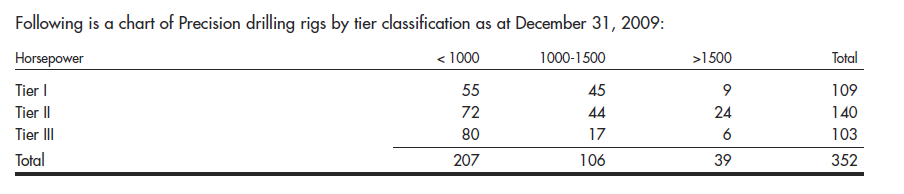 Following is a chart of Precision drilling rigs by tier classification as at December 31, 2009:
Horsepower < 1000 1000-1500 >1500 Total
Tier I 55 45 9 109
Tier II 72 44 24 140
Tier III 80 17 6 103
Total 207 106 39 352